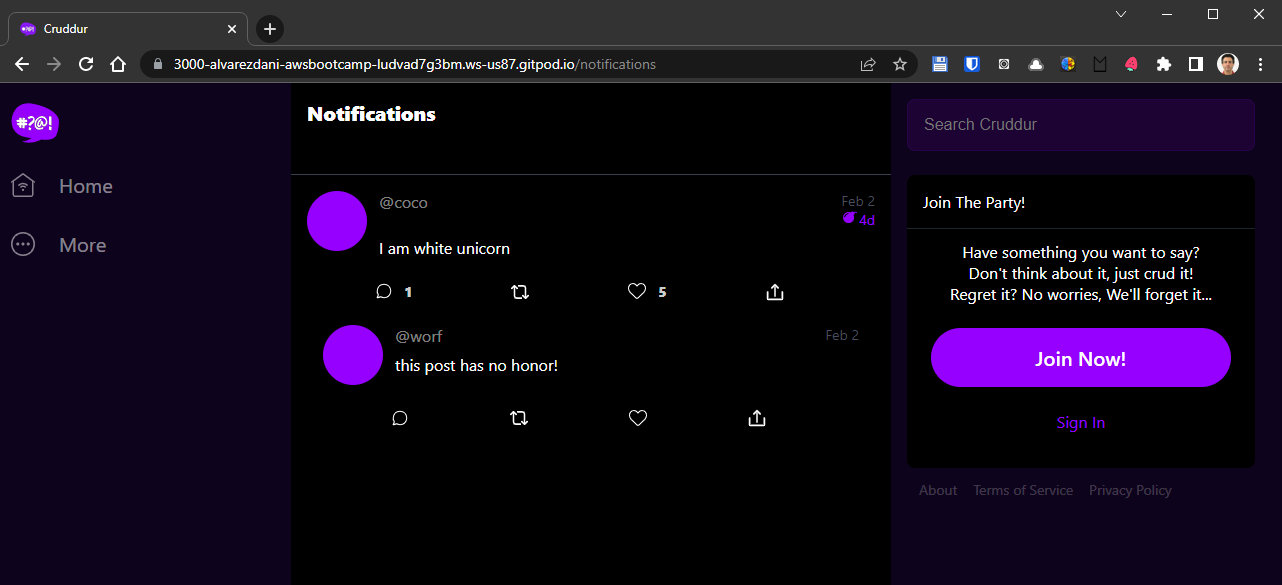 Cruddur
3000-alvarezdani-awsbootcamp-ludvad7g3bm.ws-us87.gitpod.io/notifications
#?@!
Home
More
Notifications
@coco
Feb 2
4d
I am white unicorn
1
5
@worf
Feb 2
this post has no honor!
Search Cruddur
Join The Party!
Have something you want to say?
Don't think about it, just crud it!
Regret it? No worries, We'll forget it...
Join Now!
Sign In
About Terms of Service Privacy Policy